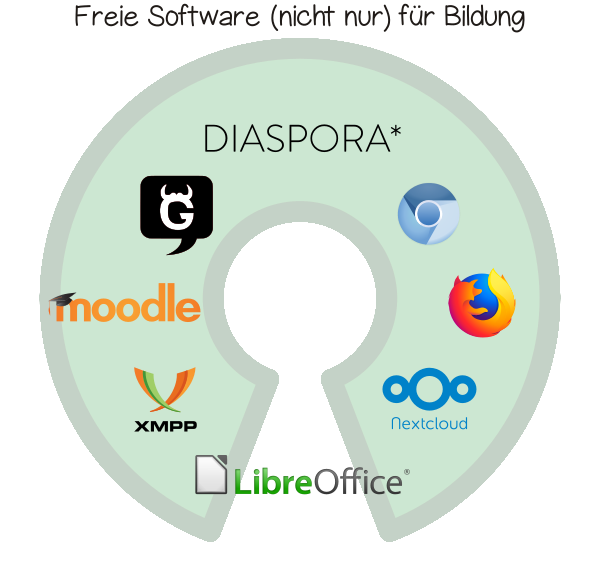 Freie Software (nicht nur) für Bildung
DIASPORA*
G
moodle
XMPP
Nextcloud
LibreOffice®